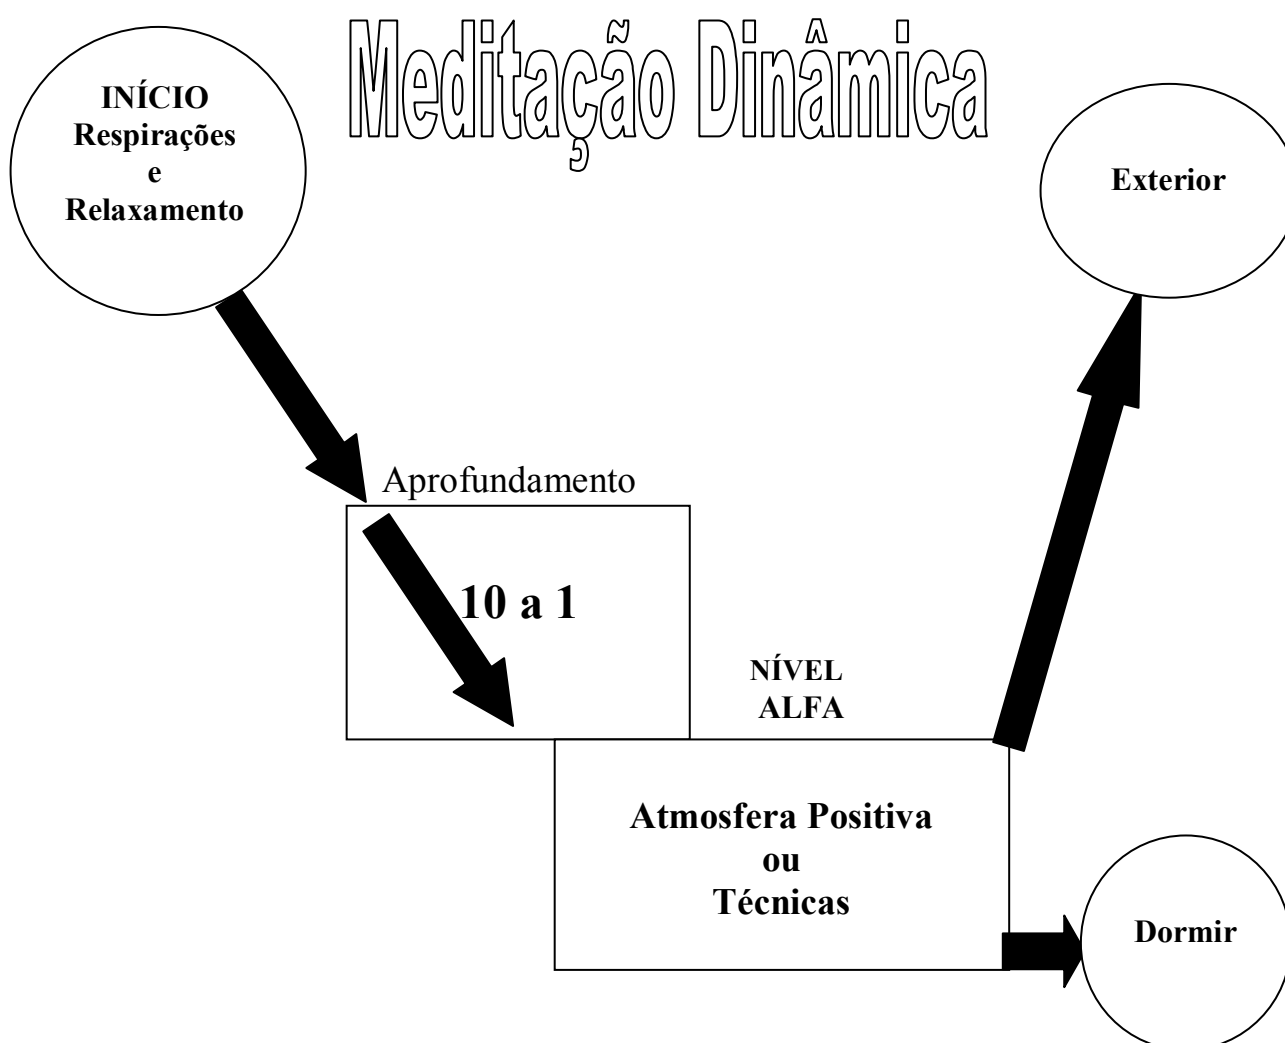 Meditação Dinâmica
INÍCIO
Respirações
e
Relaxamento
Exterior
Aprofundamento
10 a 1
NÍVEL
ALFA
Atmosfera Positiva
ou
Técnicas
Dormir